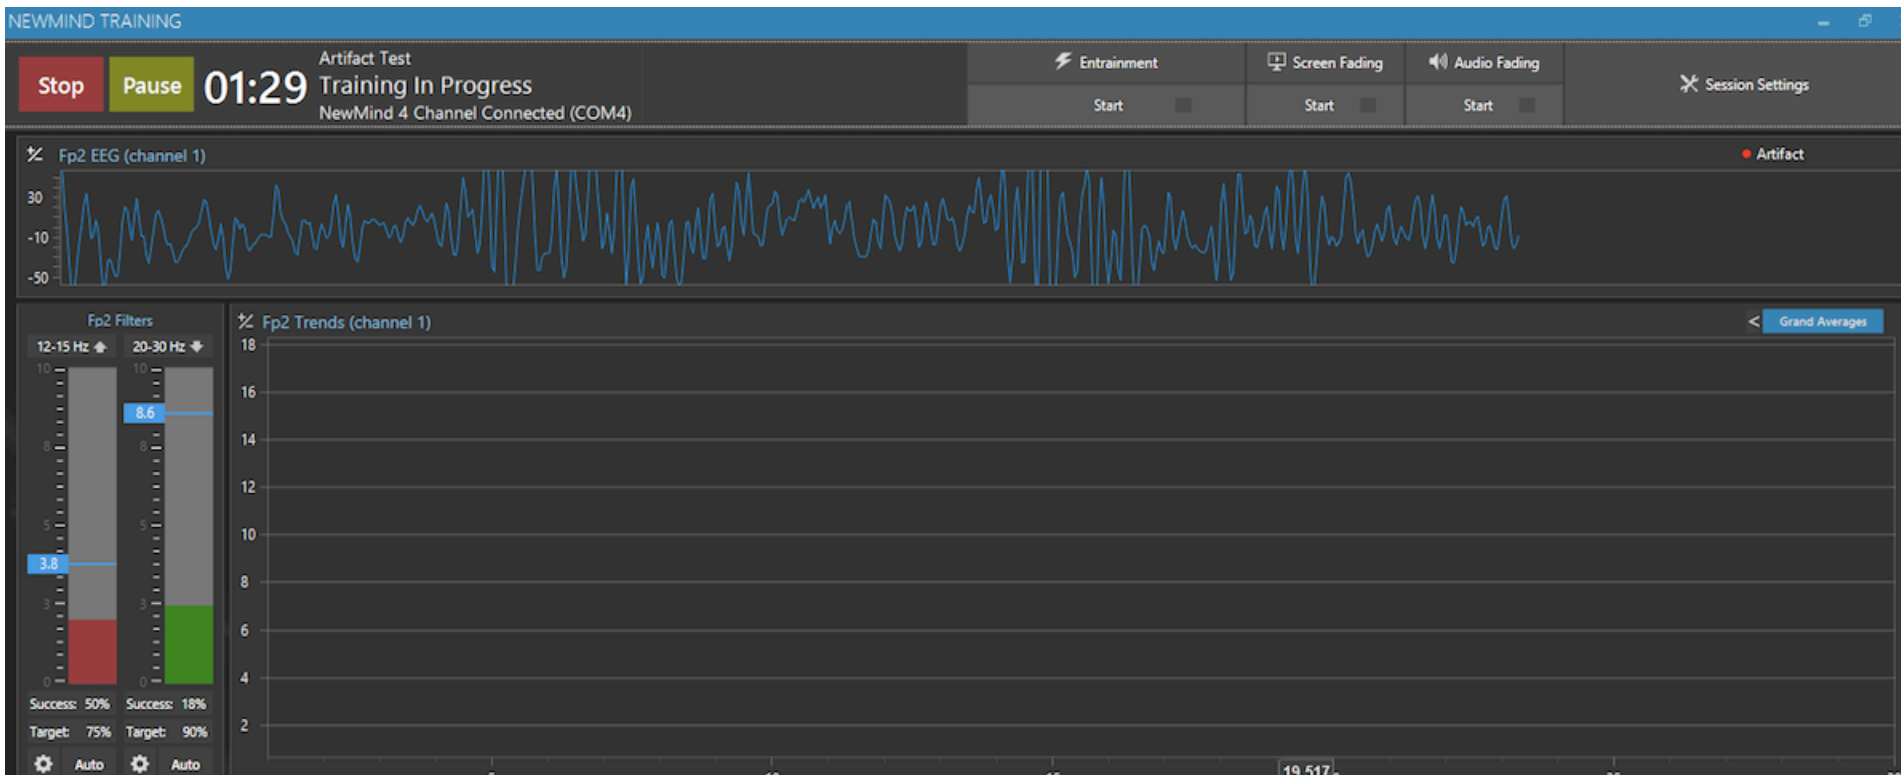 NEWMIND TRAINING
Stop Pause 01:29
Artifact Test
Training In Progress
NewMind 4 Channel Connected (COM4)
Entrainment
Start
Screen Fading
Start
Audio Fading
Start
Session Settings
Fp2 EEG (channel 1)
Artifact
30
-10
-50
Fp2 Filters
12-15 Hz 20-30 Hz
10 10
8.6
8 8
5 5
3.8
3 3
0 0
Success: 50% Success: 18%
Target: 75% Target: 90%
Auto Auto
Fp2 Trends (channel 1)
< Grand Averages
18
16
14
12
10
8
6
4
2
19.517